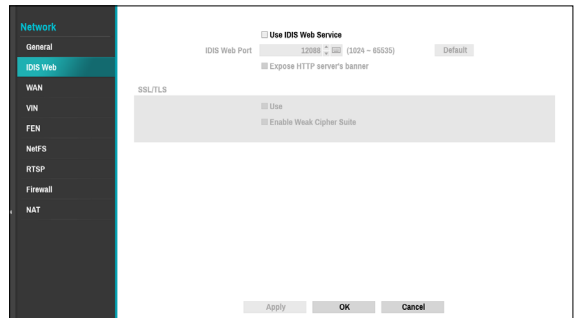 Network
General
IDIS Web
WAN
VIN
FEN
NetFS
RTSP
Firewall
NAT
Use IDIS Web Service
IDIS Web Port 12088 (1024 ~ 65535) Default
Expose HTTP server's banner
SSL/TLS
Use
Enable Weak Cipher Suite
Apply OK Cancel